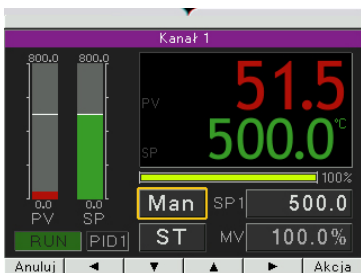 Kanał 1
800.0 800.0
PV 51.5
°C
SP 500.0
100%
0.0 0.0
PV SP
Man SP1 500.0
RUN PID1 ST MV 100.0%
Anuluj ◄ ▼ ▲ ► Akcja